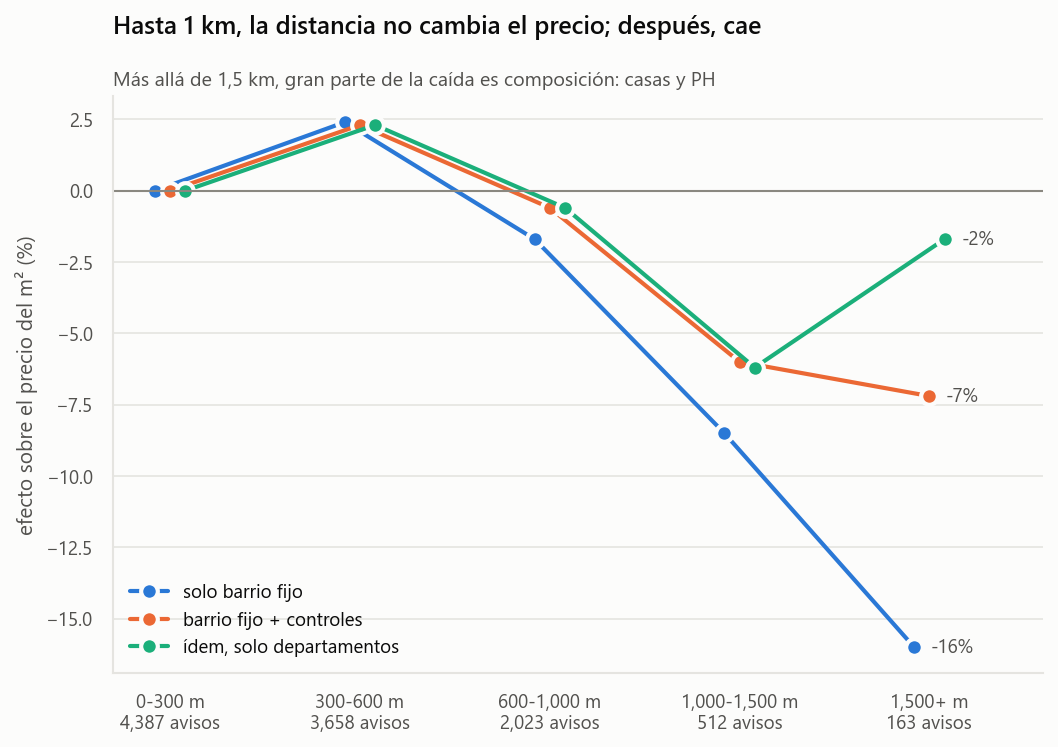 Hasta 1 km, la distancia no cambia el precio; después, cae
Más allá de 1,5 km, gran parte de la caída es composición: casas y PH
efecto sobre el precio del m² (%)
2.5
0.0
−2.5
−5.0
−7.5
−10.0
−12.5
−15.0
-2%
-7%
-16%
solo barrio fijo
barrio fijo + controles
ídem, solo departamentos
0-300 m
4,387 avisos
300-600 m
3,658 avisos
600-1,000 m
2,023 avisos
1,000-1,500 m
512 avisos
1,500+ m
163 avisos